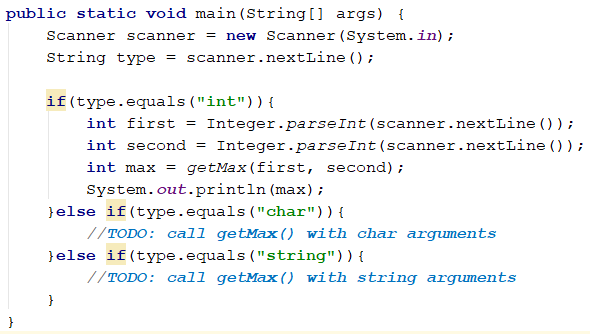 public static void main(String[] args) {
    Scanner scanner = new Scanner(System.in);
    String type = scanner.nextLine();

    if(type.equals("int")){
        int first = Integer.parseInt(scanner.nextLine());
        int second = Integer.parseInt(scanner.nextLine());
        int max = getMax(first, second);
        System.out.println(max);
    }else if(type.equals("char")){
        //TODO: call getMax() with char arguments
    }else if(type.equals("string")){
        //TODO: call getMax() with string arguments
    }
}